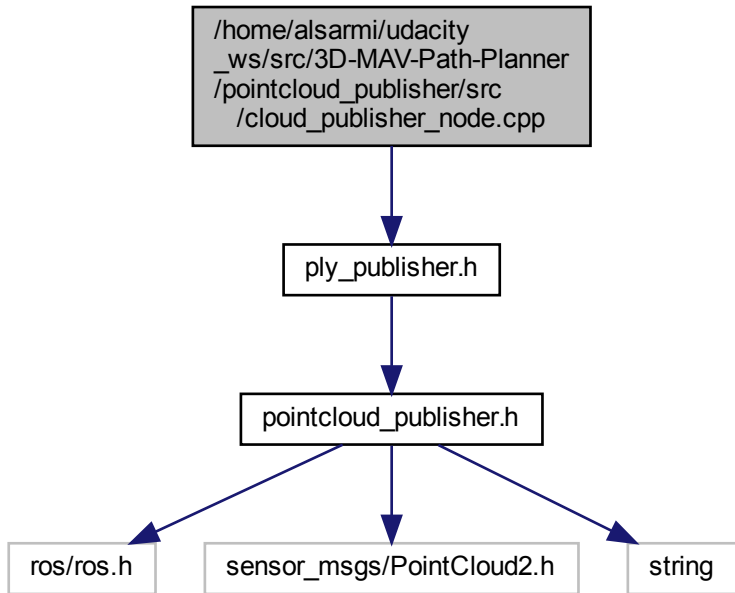 /home/alsarmi/udacity
_ws/src/3D-MAV-Path-Planner
/pointcloud_publisher/src
/cloud_publisher_node.cpp
ply_publisher.h
pointcloud_publisher.h
ros/ros.h
sensor_msgs/PointCloud2.h
string